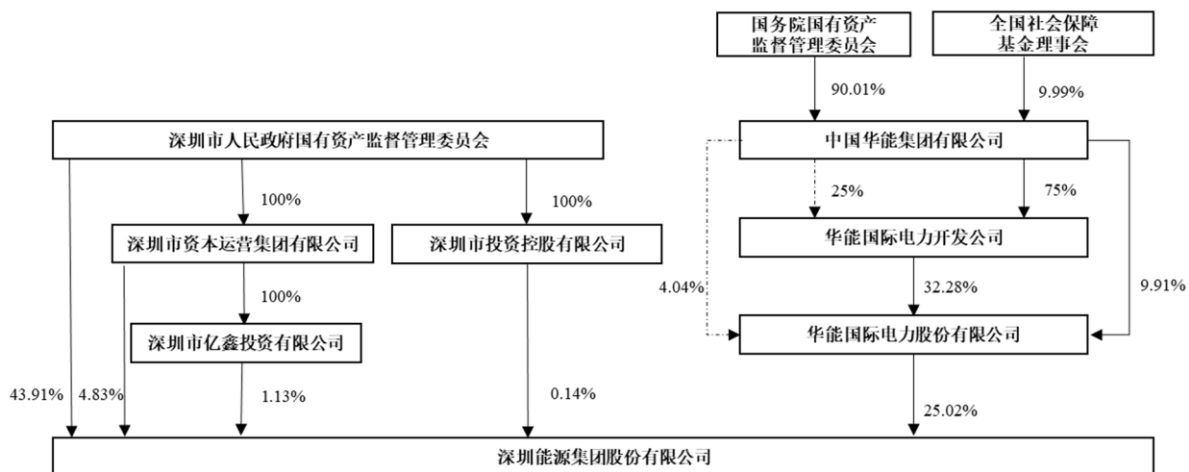 国务院国有资产
监督管理委员会
全国社会保障
基金理事会
90.01%
9.99%
深圳市人民政府国有资产监督管理委员会
中国华能集团有限公司
100%
100%
25%
75%
深圳市资本运营集团有限公司
深圳市投资控股有限公司
华能国际电力开发公司
100%
4.04%
32.28%
9.91%
深圳市亿鑫投资有限公司
华能国际电力股份有限公司
43.91%
4.83%
1.13%
0.14%
25.02%
深圳能源集团股份有限公司